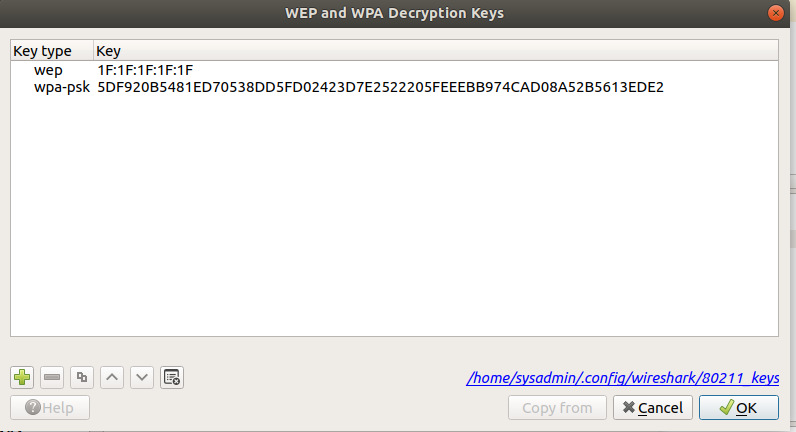 WEP and WPA Decryption Keys
Key type Key
wep 1F:1F:1F:1F:1F
wpa-psk 5DF920B5481ED70538DD5FD02423D7E2522205FEEEBB974CAD08A52B5613EDE2
/home/sysadmin/.config/wireshark/80211_keys
Help Copy from Cancel OK